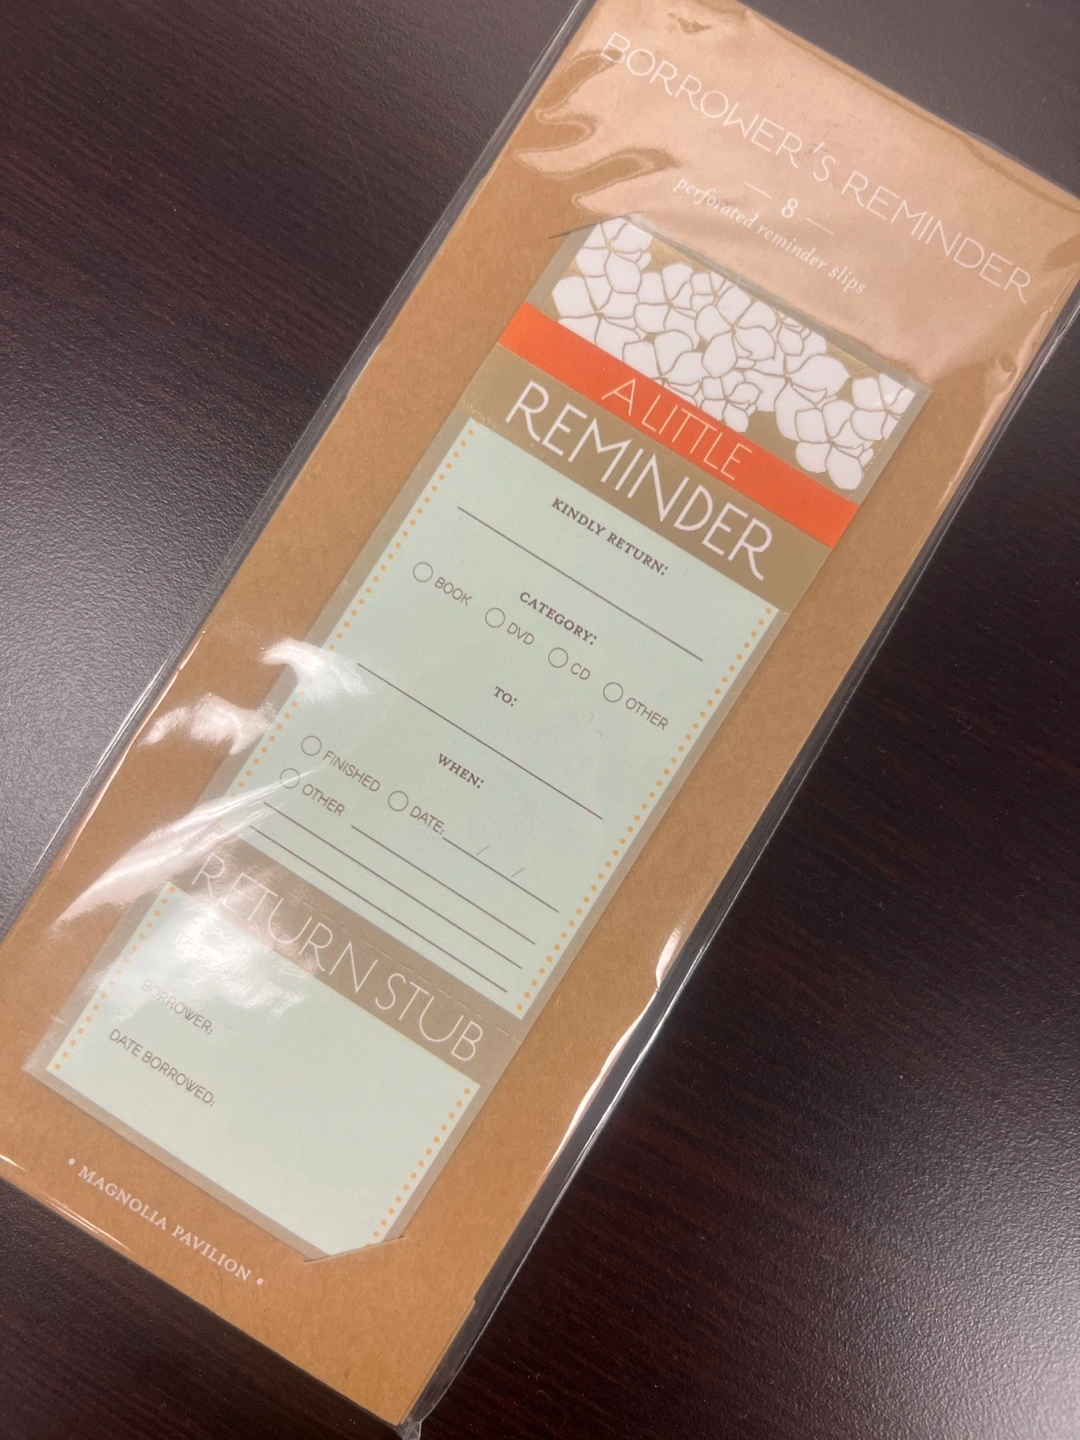 BORROWER'S REMINDER
— 8 —
perforated reminder slips
A LITTLE
REMINDER
KINDLY RETURN:
CATEGORY:
BOOK DVD CD OTHER
TO:
WHEN:
FINISHED DATE: / /
OTHER
RETURN STUB
BORROWER:
DATE BORROWED:
• MAGNOLIA PAVILION •